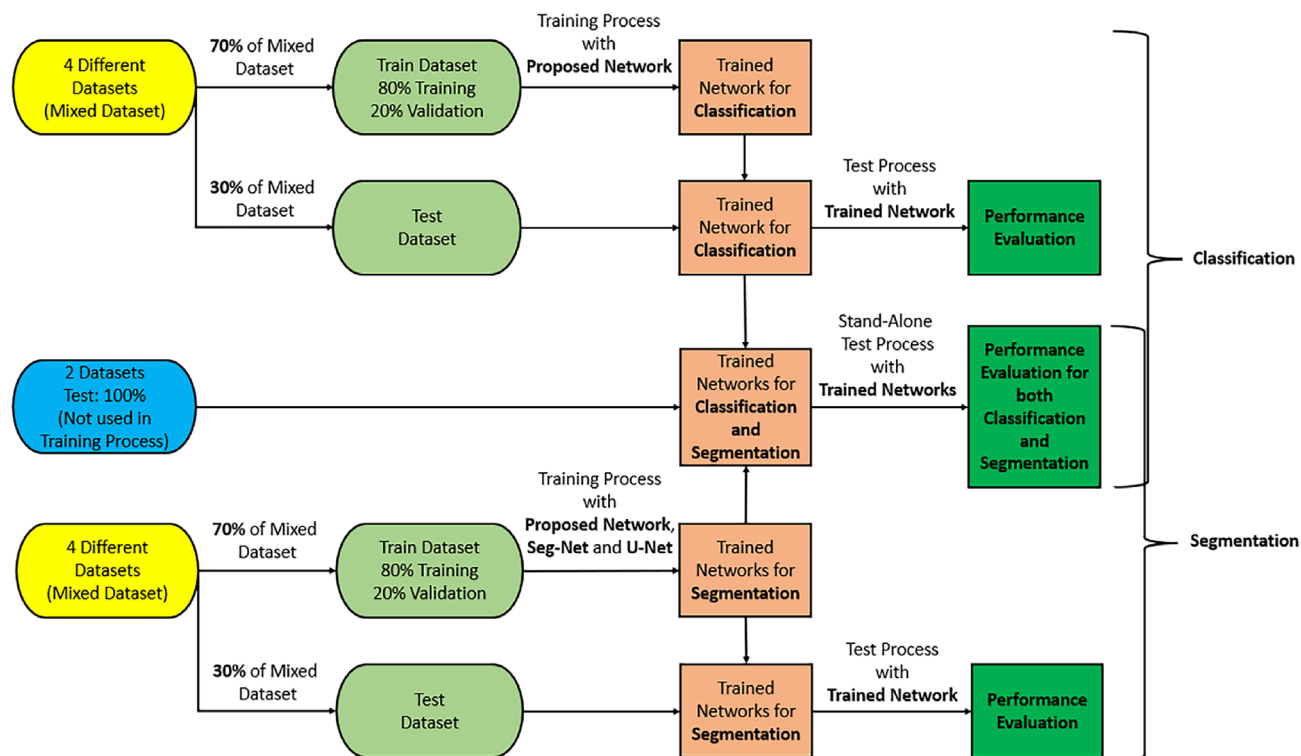 4 Different
Datasets
(Mixed Dataset)
70% of Mixed
Dataset
Train Dataset
80% Training
20% Validation
Training Process
with
Proposed Network
Trained
Network for
Classification
30% of Mixed
Dataset
Test
Dataset
Trained
Network for
Classification
Test Process
with
Trained Network
Performance
Evaluation
Classification
2 Datasets
Test: 100%
(Not used in
Training Process)
Trained
Networks for
Classification
and
Segmentation
Stand-Alone
Test Process
with
Trained Networks
Performance
Evaluation for
both
Classification
and
Segmentation
4 Different
Datasets
(Mixed Dataset)
70% of Mixed
Dataset
Train Dataset
80% Training
20% Validation
Training Process
with
Proposed Network,
Seg-Net and U-Net
Trained
Networks for
Segmentation
Segmentation
30% of Mixed
Dataset
Test
Dataset
Trained
Networks for
Segmentation
Test Process
with
Trained Network
Performance
Evaluation